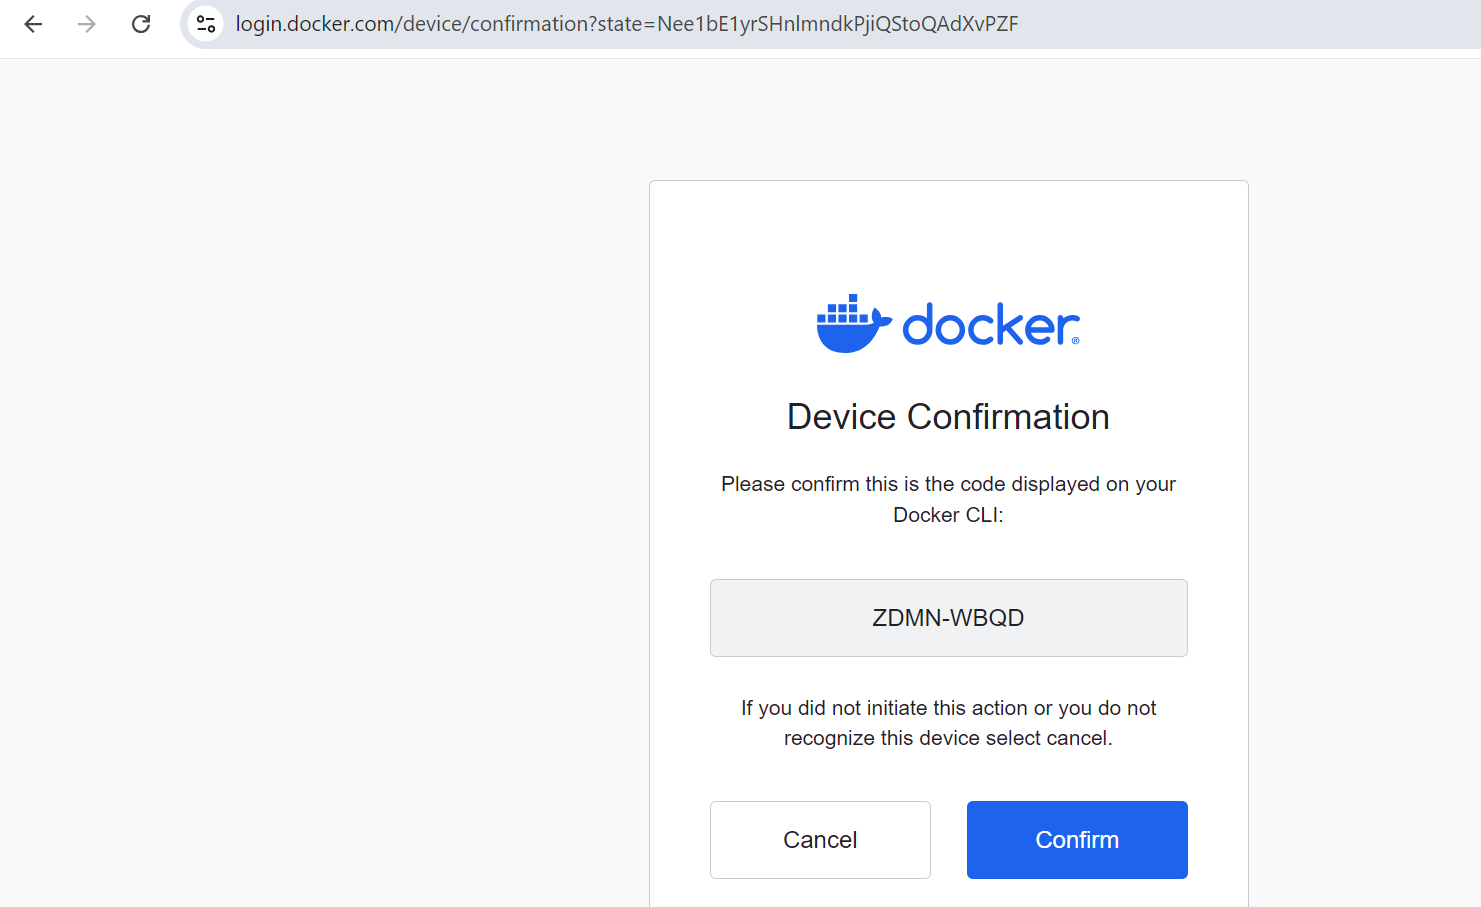 login.docker.com/device/confirmation?state=Nee1bE1yrSHnlmndkPjiQStoQAdXvPZF
docker®
Device Confirmation
Please confirm this is the code displayed on your
Docker CLI:
ZDMN-WBQD
If you did not initiate this action or you do not
recognize this device select cancel.
Cancel Confirm